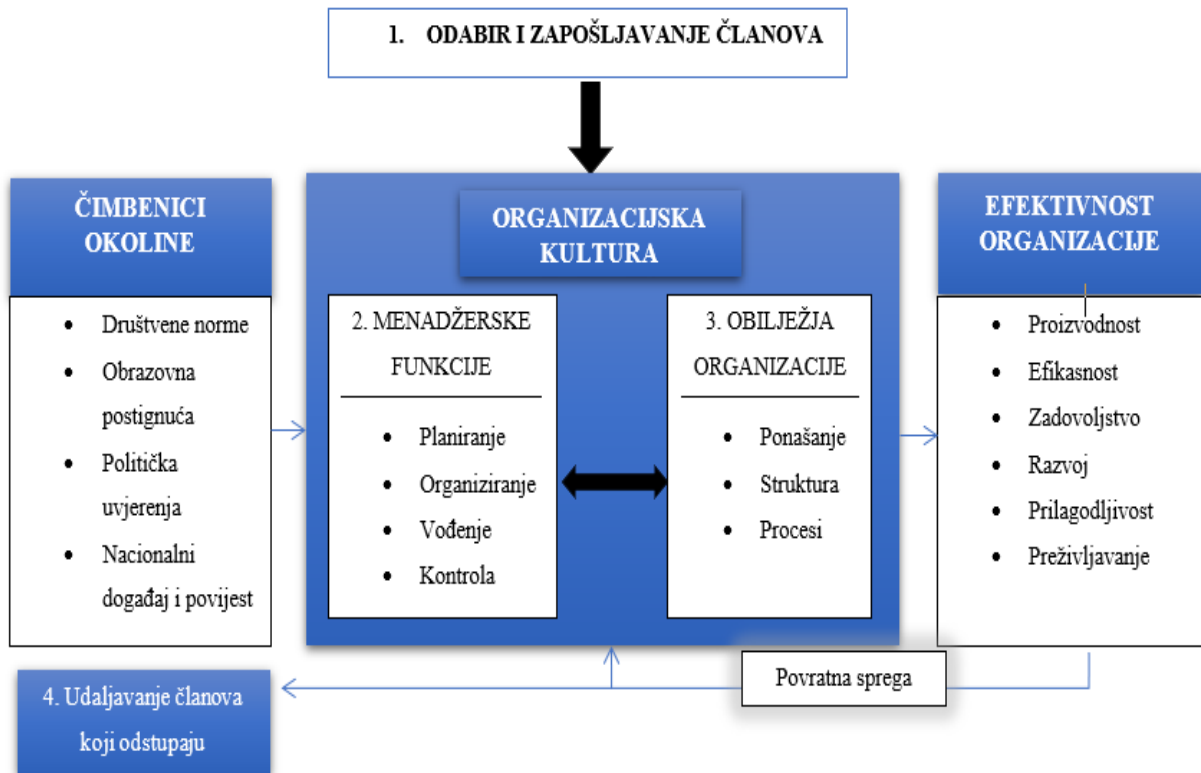 1. ODABIR I ZAPOŠLJAVANJE ČLANOVA
ČIMBENICI
OKOLINE
• Društvene norme
• Obrazovna
postignuća
• Politička
uvjerenja
• Nacionalni
događaj i povijest
ORGANIZACIJSKA
KULTURA
2. MENADŽERSKE
FUNKCIJE
• Planiranje
• Organiziranje
• Vođenje
• Kontrola
3. OBILJEŽJA
ORGANIZACIJE
• Ponašanje
• Struktura
• Procesi
EFEKTIVNOST
ORGANIZACIJE
• Proizvodnost
• Efikasnost
• Zadovoljstvo
• Razvoj
• Prilagodljivost
• Preživljavanje
Povratna sprega
4. Udaljavanje članova
koji odstupaju